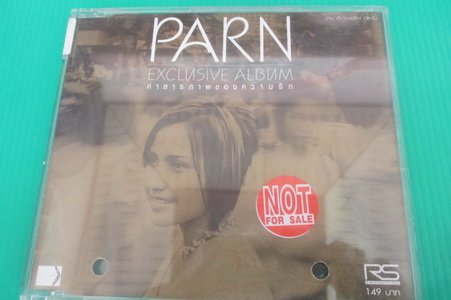 PARN
EXCLUSIVE ALBUM
คำสารภาพของความรัก
NOT
FOR SALE
RS
149 บาท